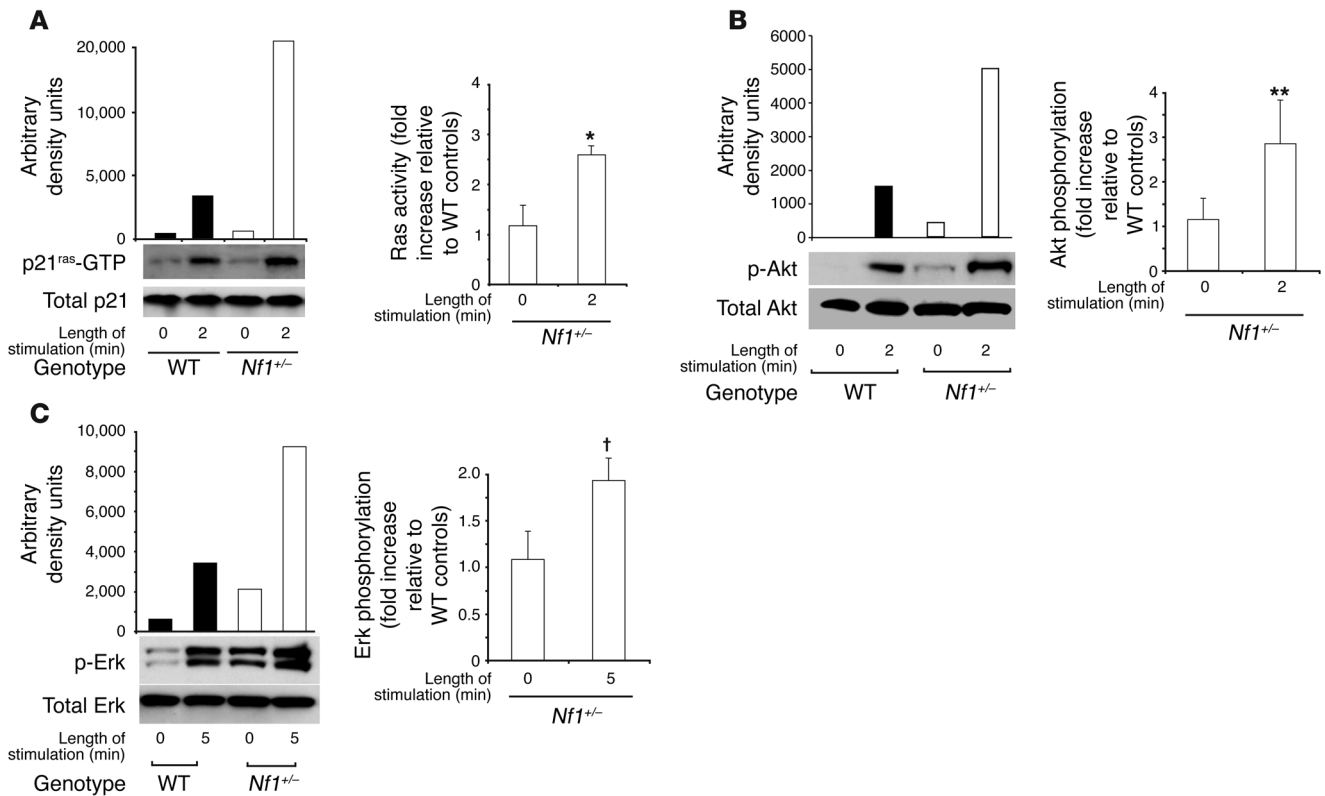 A
Arbitrary
density units
20,000
10,000
5,000
0
p21ras-GTP
Total p21
Length of
stimulation (min)
0 2 0 2
Genotype WT Nf1+/–
Ras activity (fold
increase relative
to WT controls)
4
3
2
1
0
*
Length of
stimulation (min)
0 2
Nf1+/–
B
Arbitrary
density units
6000
5000
4000
3000
2000
1000
0
p-Akt
Total Akt
Length of
stimulation (min)
0 2 0 2
Genotype WT Nf1+/–
Akt phosphorylation
(fold increase
relative to
WT controls)
4
3
2
1
0
**
Length of
stimulation (min)
0 2
Nf1+/–
C
Arbitrary
density units
10,000
8,000
6,000
4,000
2,000
0
p-Erk
Total Erk
Length of
stimulation (min)
0 5 0 5
Genotype WT Nf1+/–
Erk phosphorylation
(fold increase
relative to
WT controls)
2.0
1.5
1.0
0.5
0
†
Length of
stimulation (min)
0 5
Nf1+/–